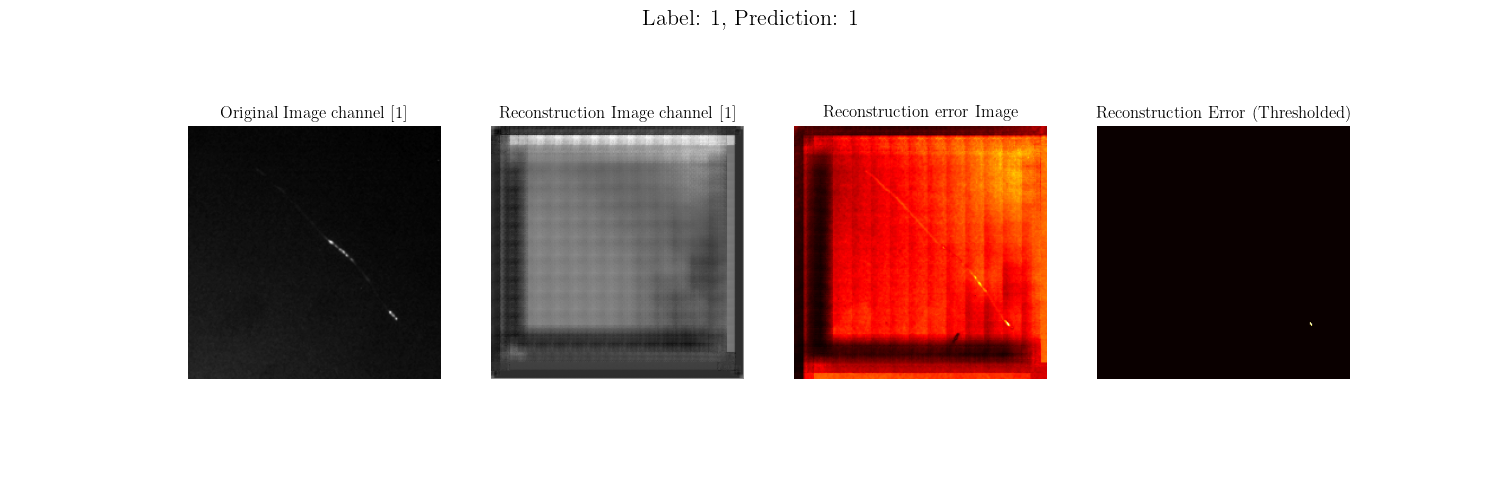 Label: 1, Prediction: 1
Original Image channel [1]
Reconstruction Image channel [1]
Reconstruction error Image
Reconstruction Error (Thresholded)